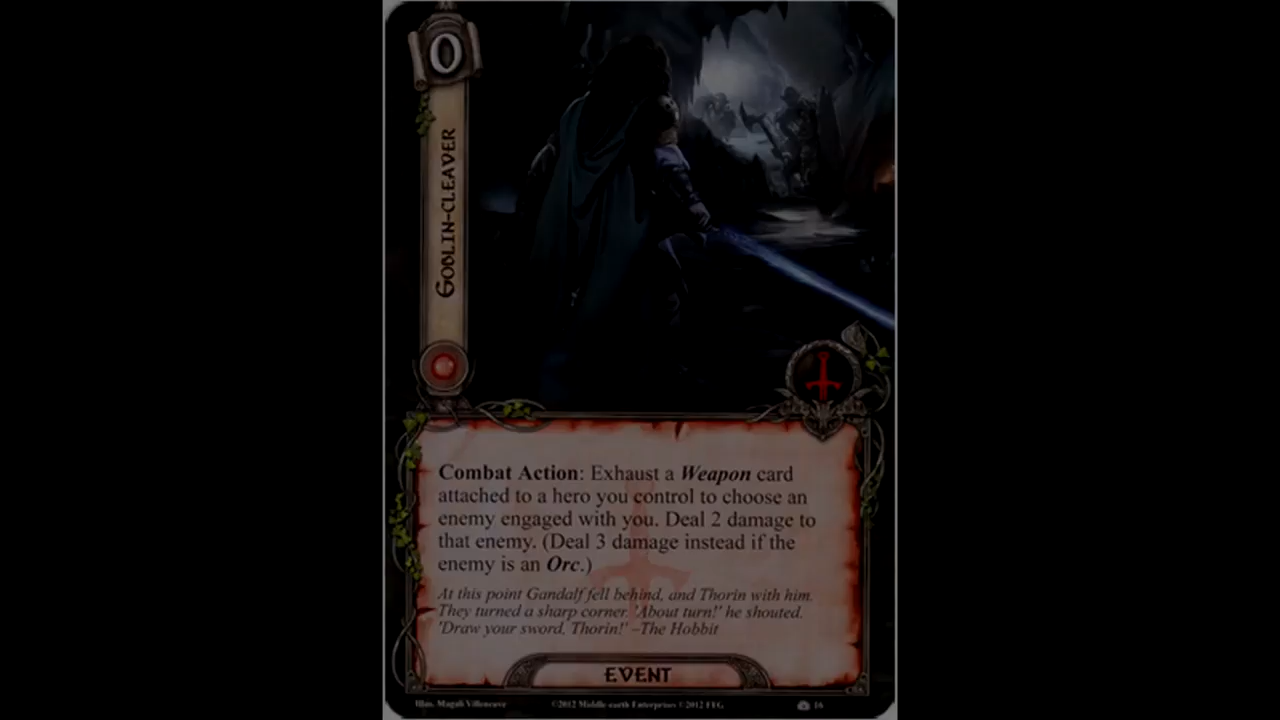 0
GOBLIN-CLEAVER
Combat Action: Exhaust a Weapon card
attached to a hero you control to choose an
enemy engaged with you. Deal 2 damage to
that enemy. (Deal 3 damage instead if the
enemy is an Orc.)
At this point Gandalf fell behind, and Thorin with him.
They turned a sharp corner. 'About turn!' he shouted.
'Draw your sword, Thorin!' –The Hobbit
EVENT
Illus. Magali Villeneuve ©2012 Middle-earth Enterprises ©2012 FFG 16